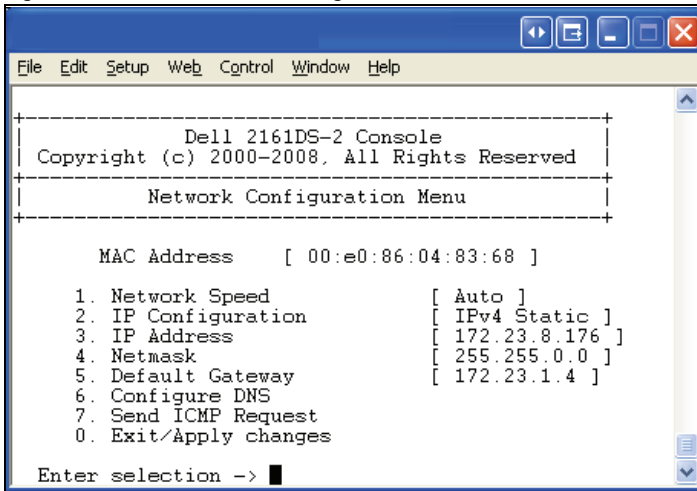 File Edit Setup Web Control Window Help
Dell 2161DS-2 Console
Copyright (c) 2000-2008, All Rights Reserved
Network Configuration Menu
MAC Address [ 00:e0:86:04:83:68 ]
1. Network Speed [ Auto ]
2. IP Configuration [ IPv4 Static ]
3. IP Address [ 172.23.8.176 ]
4. Netmask [ 255.255.0.0 ]
5. Default Gateway [ 172.23.1.4 ]
6. Configure DNS
7. Send ICMP Request
0. Exit/Apply changes
Enter selection ->